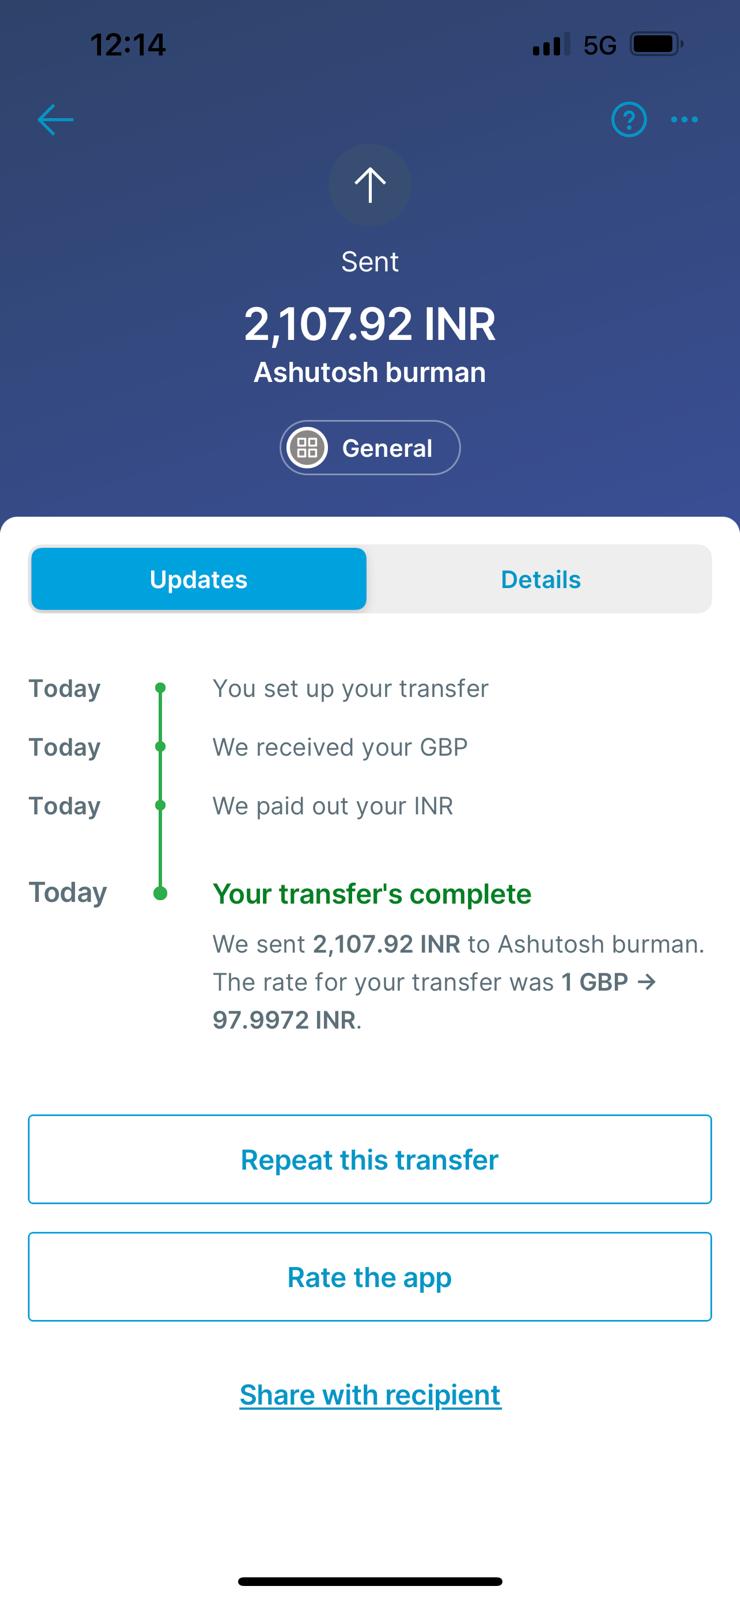 12:14
5G
Sent
2,107.92 INR
Ashutosh burman
General
Updates
Details
Today
You set up your transfer
Today
We received your GBP
Today
We paid out your INR
Today
Your transfer's complete
We sent 2,107.92 INR to Ashutosh burman.
The rate for your transfer was 1 GBP →
97.9972 INR.
Repeat this transfer
Rate the app
Share with recipient